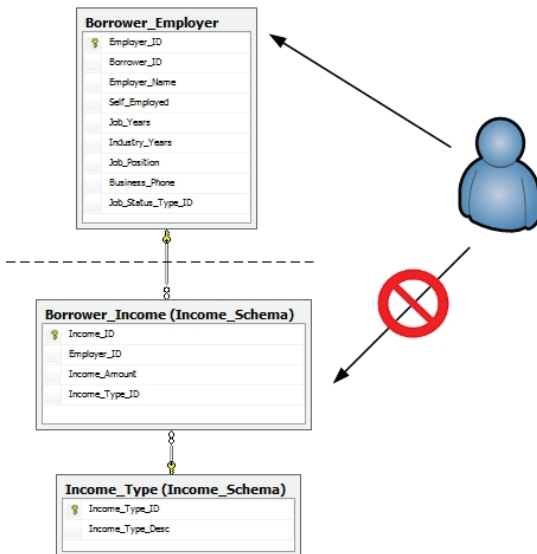 Borrower_Employer
Employer_ID
Borrower_ID
Employer_Name
Self_Employed
Job_Years
Industry_Years
Job_Position
Business_Phone
Job_Status_Type_ID
Borrower_Income (Income_Schema)
Income_ID
Employer_ID
Income_Amount
Income_Type_ID
Income_Type (Income_Schema)
Income_Type_ID
Income_Type_Desc